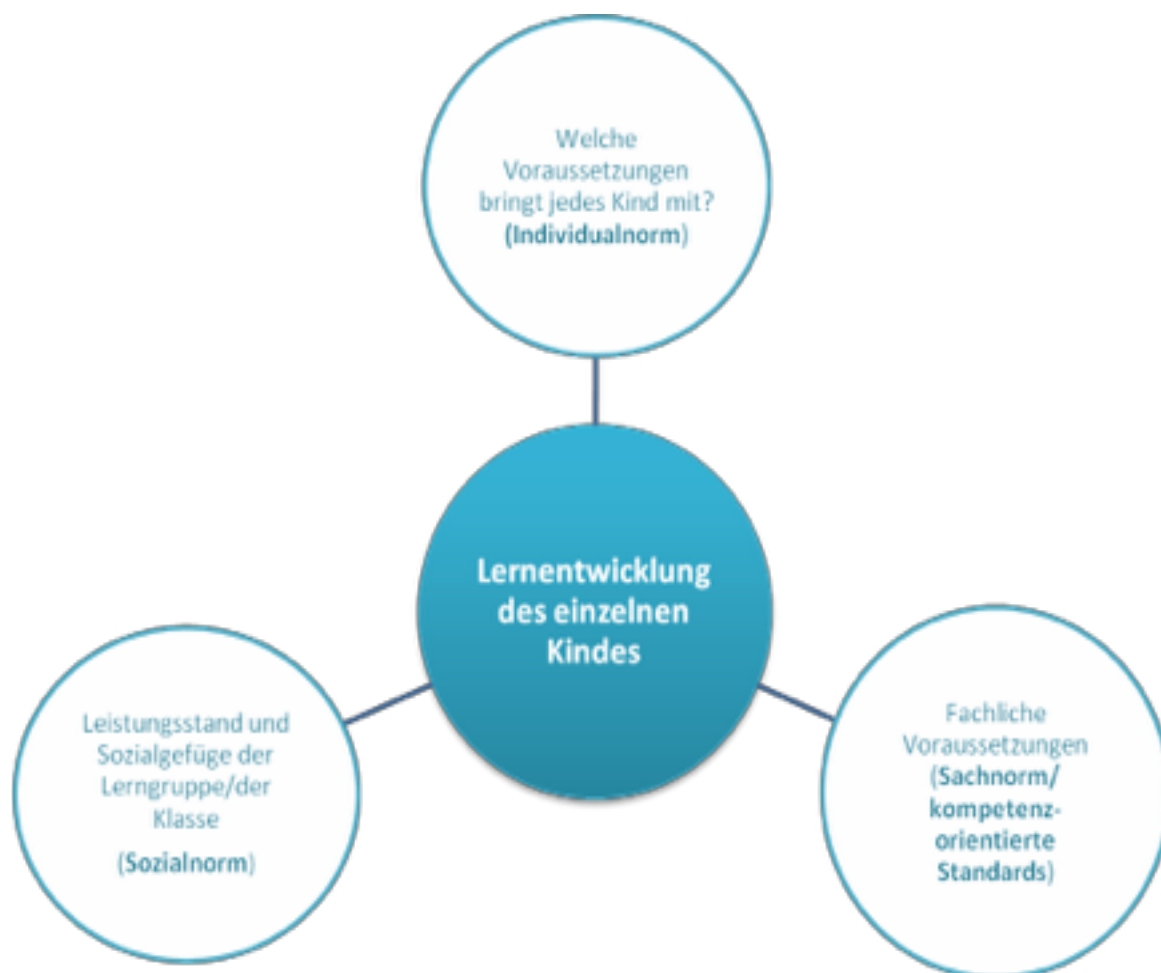 Welche
Voraussetzungen
bringt jedes Kind mit?
(Individualnorm)
Lernentwicklung
des einzelnen
Kindes
Leistungsstand und
Sozialgefüge der
Lerngruppe/der
Klasse
(Sozialnorm)
Fachliche
Voraussetzungen
(Sachnorm/
kompetenz-
orientierte
Standards)